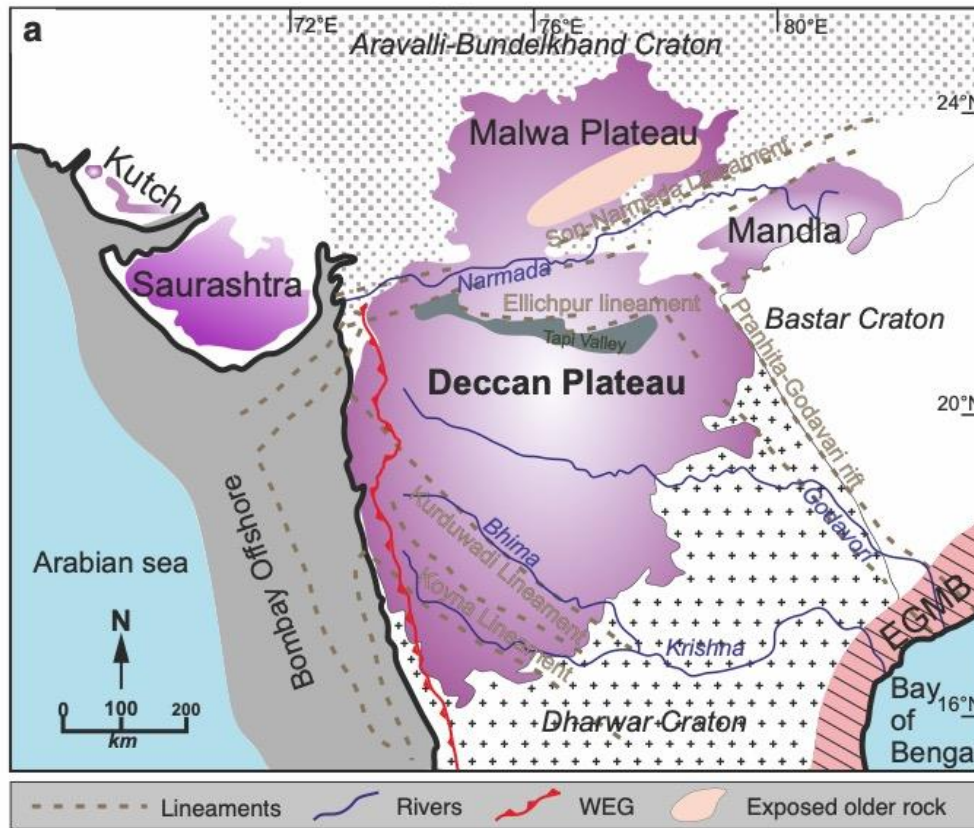 a
72°E
76°E
80°E
Aravalli-Bundelkhand Craton
24°N
Malwa Plateau
Kutch
Son-Narmada Lineament
Mandla
Saurashtra
Narmada
Ellichpur lineament
Tapi Valley
Bastar Craton
Pranhita-Godavari rift
Deccan Plateau
20°N
Godavori
Bhima
Kurduwadi Lineament
Kovna Lineament
Krishna
Bombay Offshore
Arabian sea
N
0 100 200
km
EGMB
Dharwar Craton
16°N
Bay
of
Benga
Lineaments
Rivers
WEG
Exposed older rock